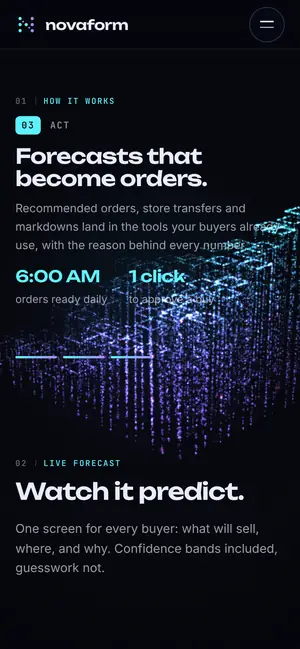 novaform
01 | HOW IT WORKS
03 ACT
Forecasts that
become orders.
Recommended orders, store transfers and
markdowns land in the tools your buyers already
use, with the reason behind every number.
6:00 AM 1 click
orders ready daily to approve a buy
02 | LIVE FORECAST
Watch it predict.
One screen for every buyer: what will sell,
where, and why. Confidence bands included,
guesswork not.